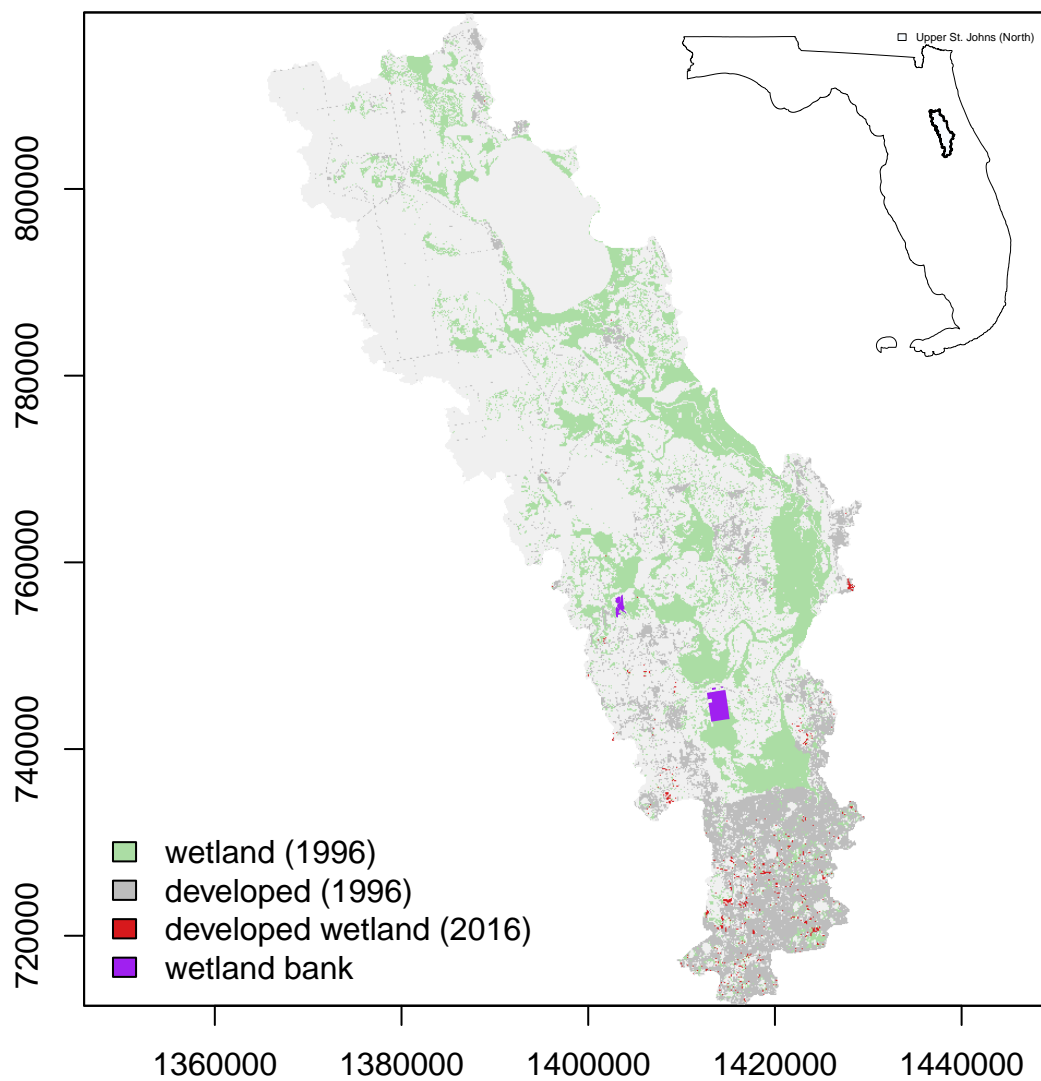 Upper St. Johns (North)
800000
780000
760000
740000
720000
wetland (1996)
developed (1996)
developed wetland (2016)
wetland bank
1360000
1380000
1400000
1420000
1440000